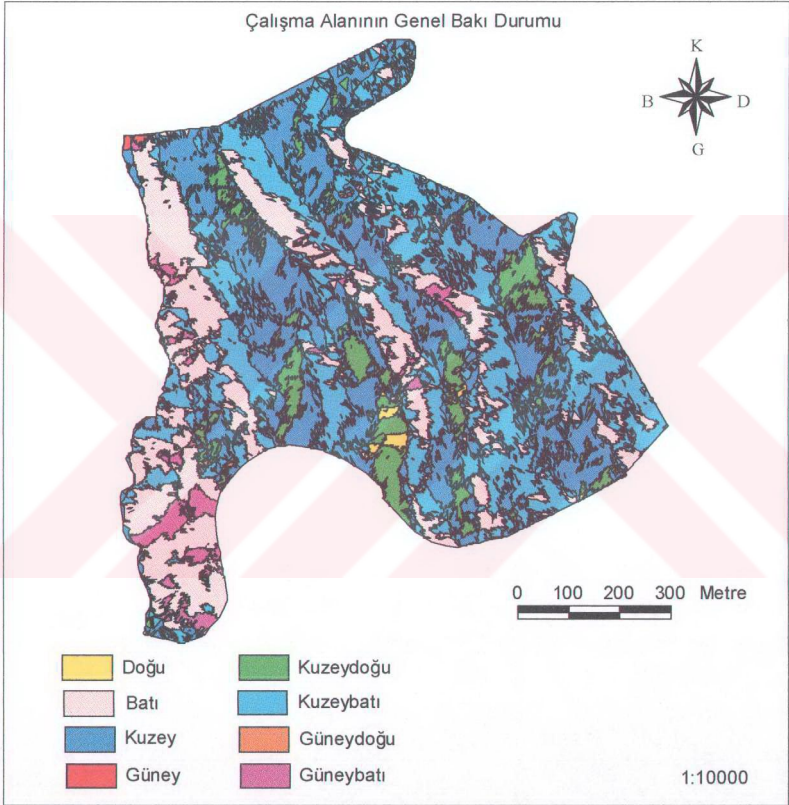 Çalışma Alanının Genel Bakı Durumu
K
B D
G
0 100 200 300 Metre
Doğu Kuzeydoğu
Batı Kuzeybatı
Kuzey Güneydoğu
Güney Güneybatı
1:10000